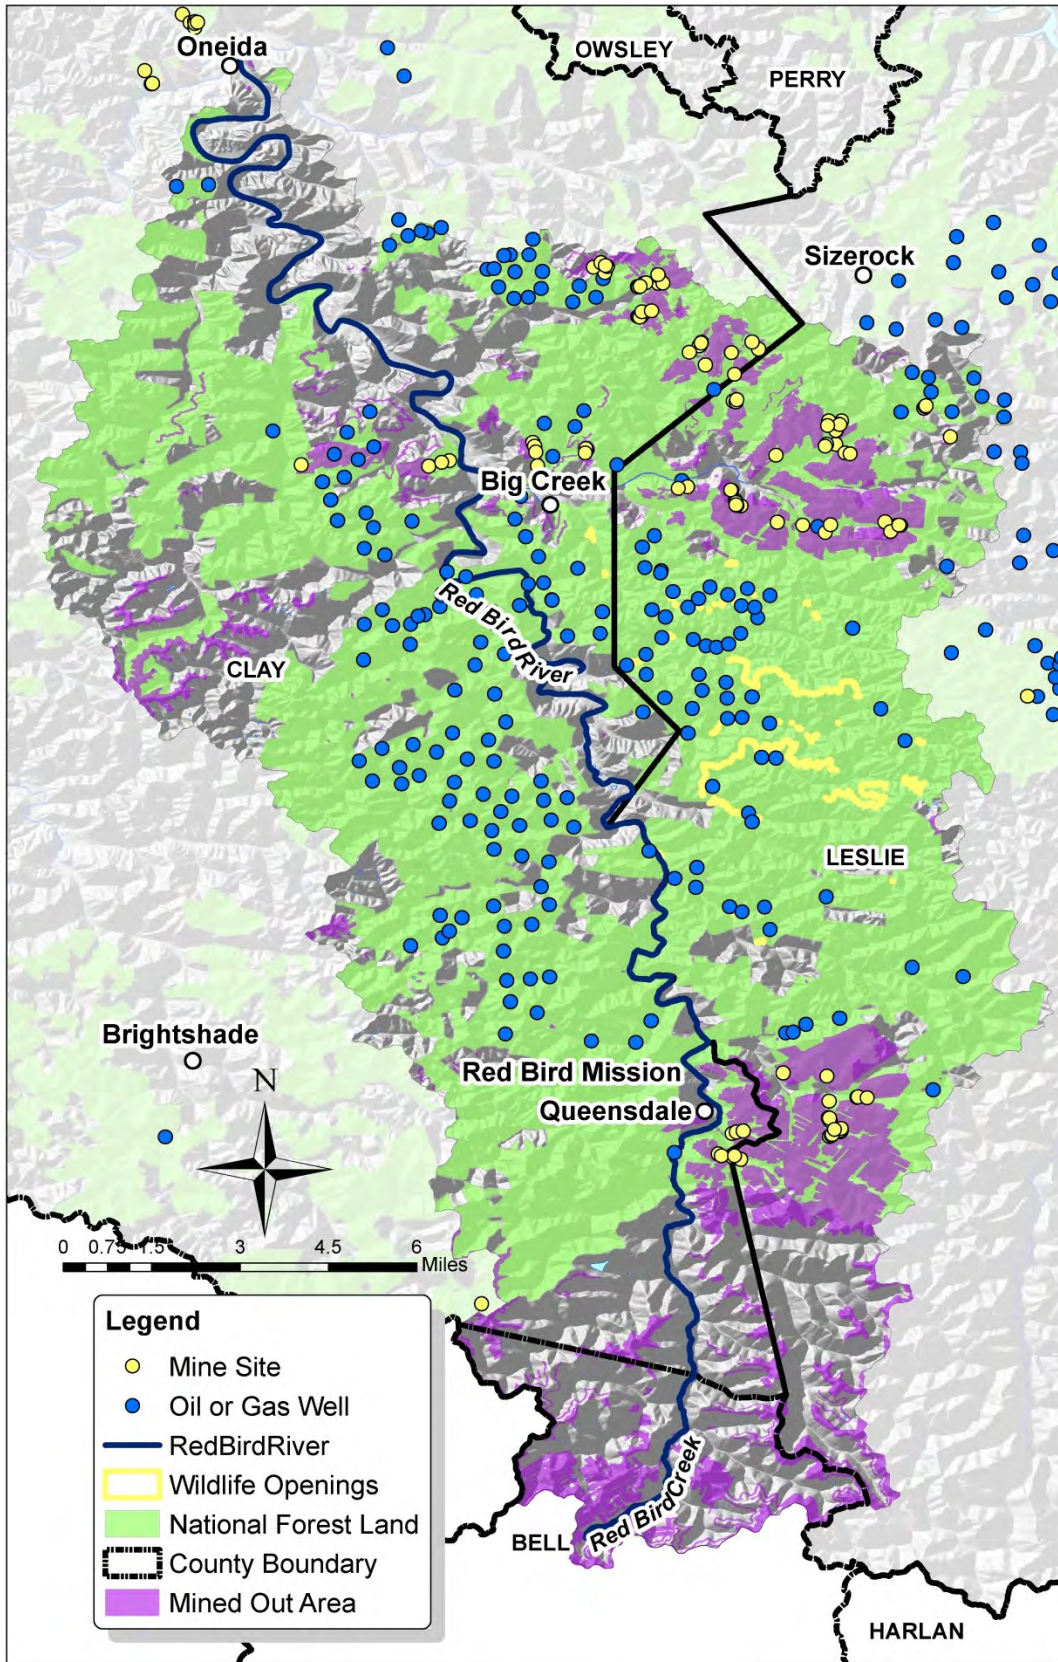 OWSLEY
PERRY
Oneida
Sizerock
Big Creek
Red Bird River
CLAY
LESLIE
Brightshade
N
Red Bird Mission
Queensdale
0 0.75 1.5 3 4.5 6
Miles
Legend
Mine Site
Oil or Gas Well
RedBirdRiver
Wildlife Openings
National Forest Land
County Boundary
Mined Out Area
Red Bird Creek
BELL
HARLAN